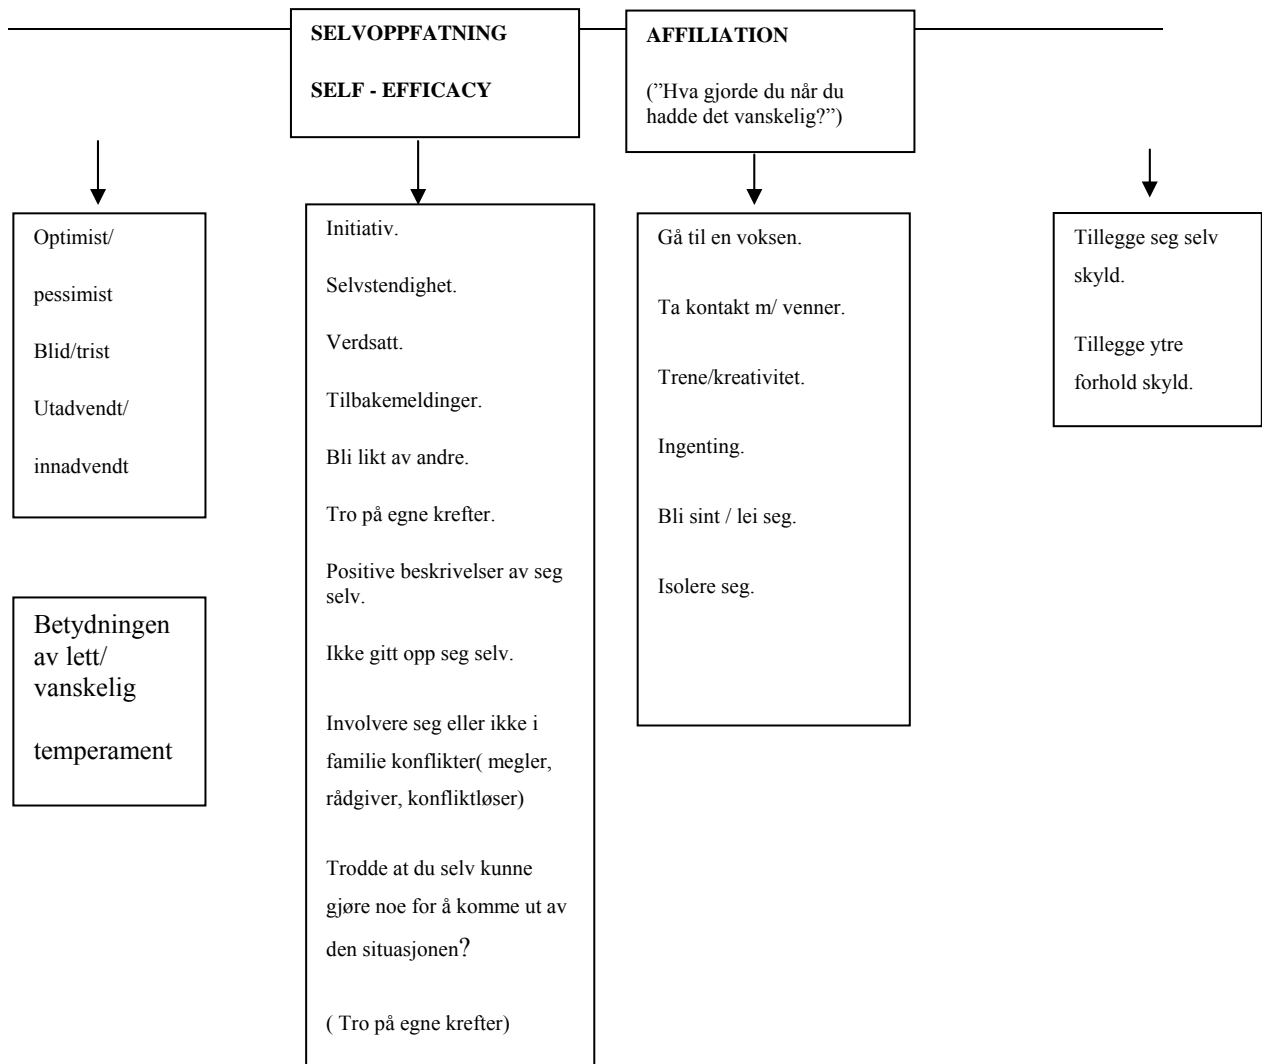 SELVOPPFATNING
SELF - EFFICACY
AFFILIATION
(”Hva gjorde du når du
hadde det vanskelig?”)
Optimist/
pessimist
Blid/trist
Utadvendt/
innadvendt
Betydningen
av lett/
vanskelig
temperament
Initiativ.
Selvstendighet.
Verdsatt.
Tilbakemeldinger.
Bli likt av andre.
Tro på egne krefter.
Positive beskrivelser av seg
selv.
Ikke gitt opp seg selv.
Involvere seg eller ikke i
familie konflikter( megler,
rådgiver, konfliktløser)
Trodde at du selv kunne
gjøre noe for å komme ut av
den situasjonen?
( Tro på egne krefter)
Gå til en voksen.
Ta kontakt m/ venner.
Trene/kreativitet.
Ingenting.
Bli sint / lei seg.
Isolere seg.
Tillegge seg selv
skyld.
Tillegge ytre
forhold skyld.